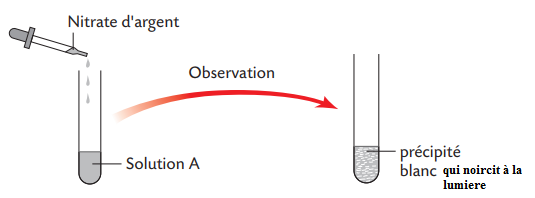 Nitrate d'argent
Observation
Solution A
précipité
blanc qui noircit à la
lumiere